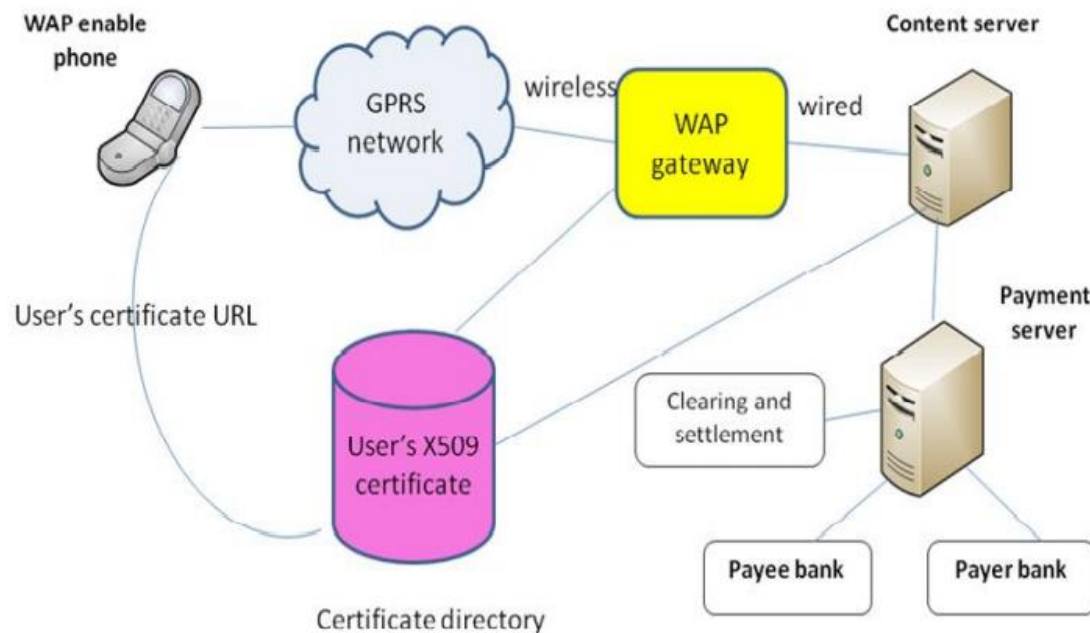 WAP enable
phone
Content server
GPRS
network
wireless
WAP
gateway
wired
User's certificate URL
Payment
server
Clearing and
settlement
User's X509
certificate
Payee bank
Payer bank
Certificate directory